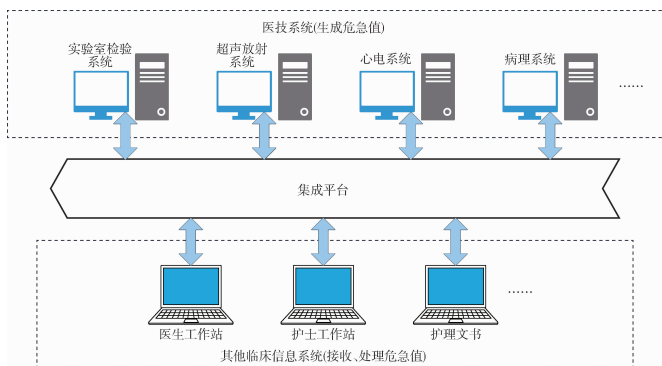 医技系统(生成危急值)
实验室检验
系统
超声放射
系统
心电系统
病理系统
……
集成平台
医生工作站
护士工作站
护理文书
……
其他临床信息系统(接收、处理危急值)